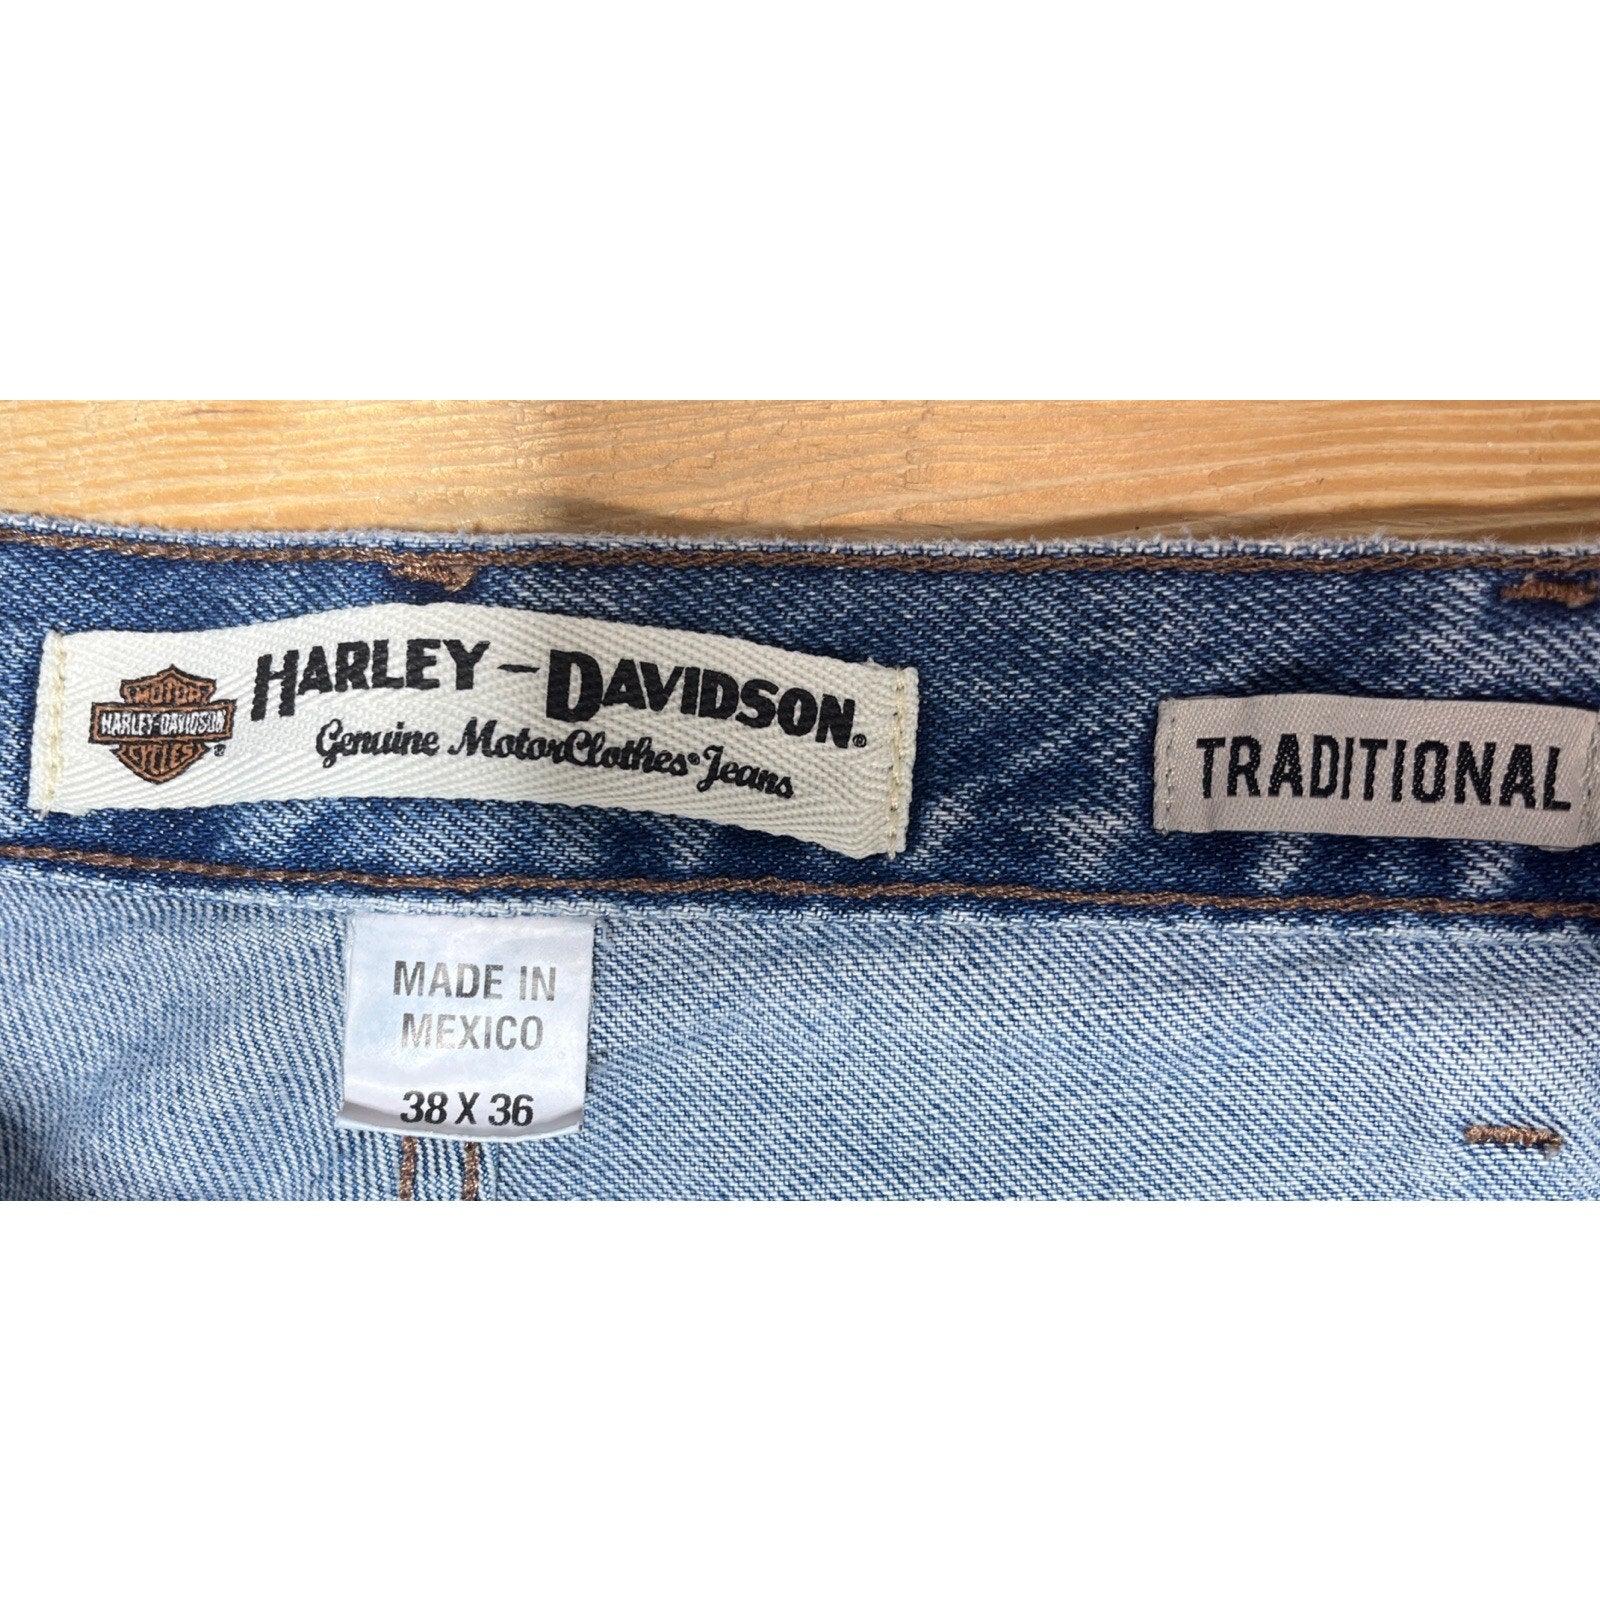 MOTOR
HARLEY-DAVIDSON
CYCLES®
HARLEY-DAVIDSON®
Genuine MotorClothes® Jeans
TRADITIONAL
MADE IN
MEXICO
38 X 36